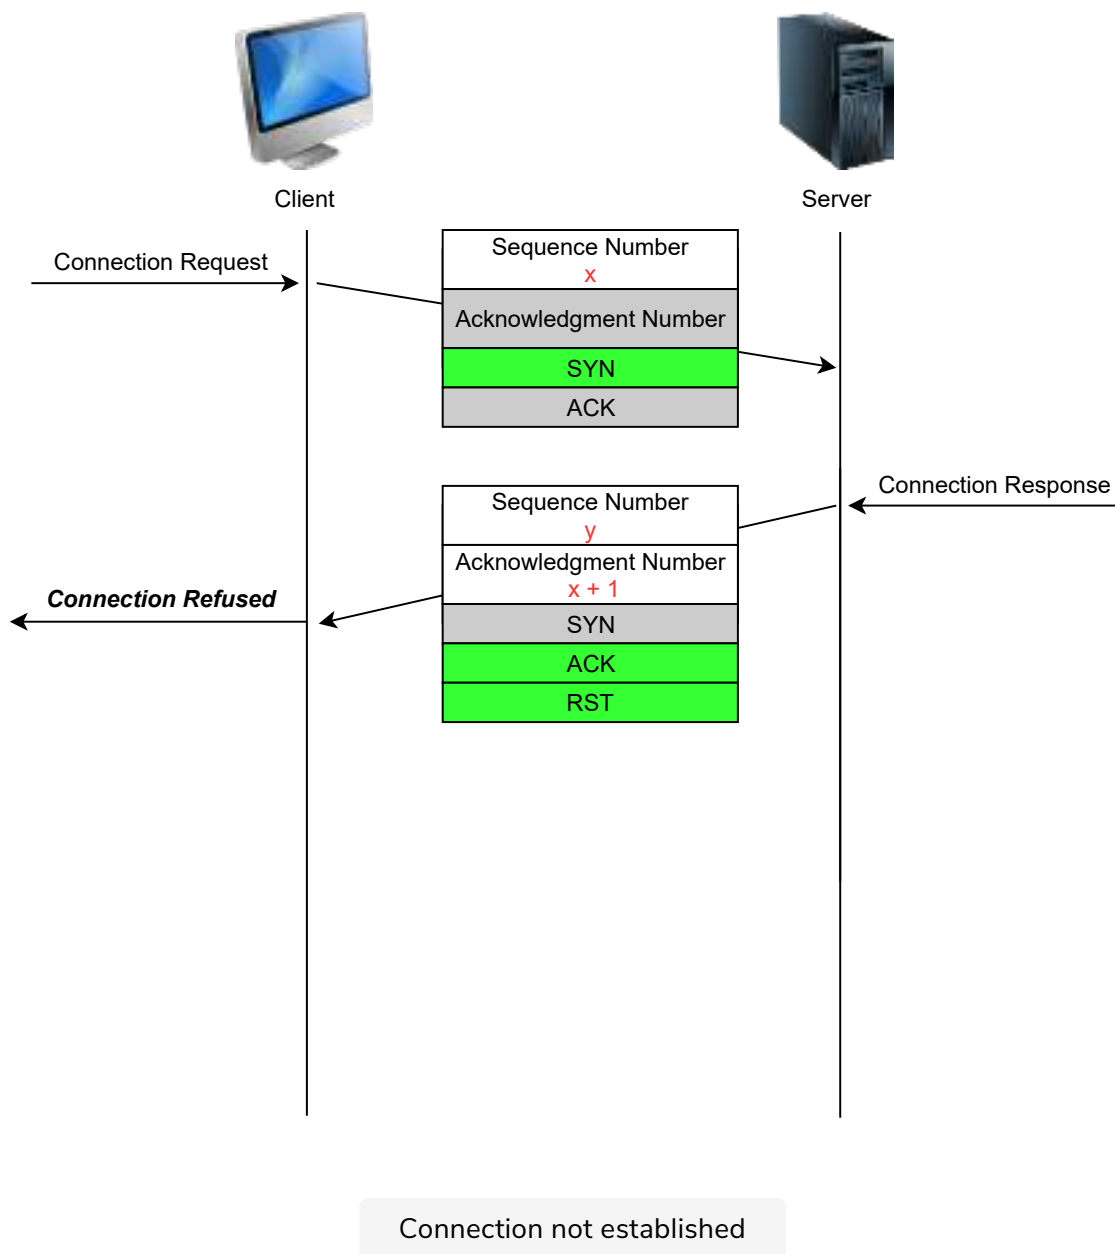 Client
Server
Connection Request
Sequence Number
x
Acknowledgment Number
SYN
ACK
Connection Response
Sequence Number
y
Acknowledgment Number
x + 1
Connection Refused
SYN
ACK
RST
Connection not established